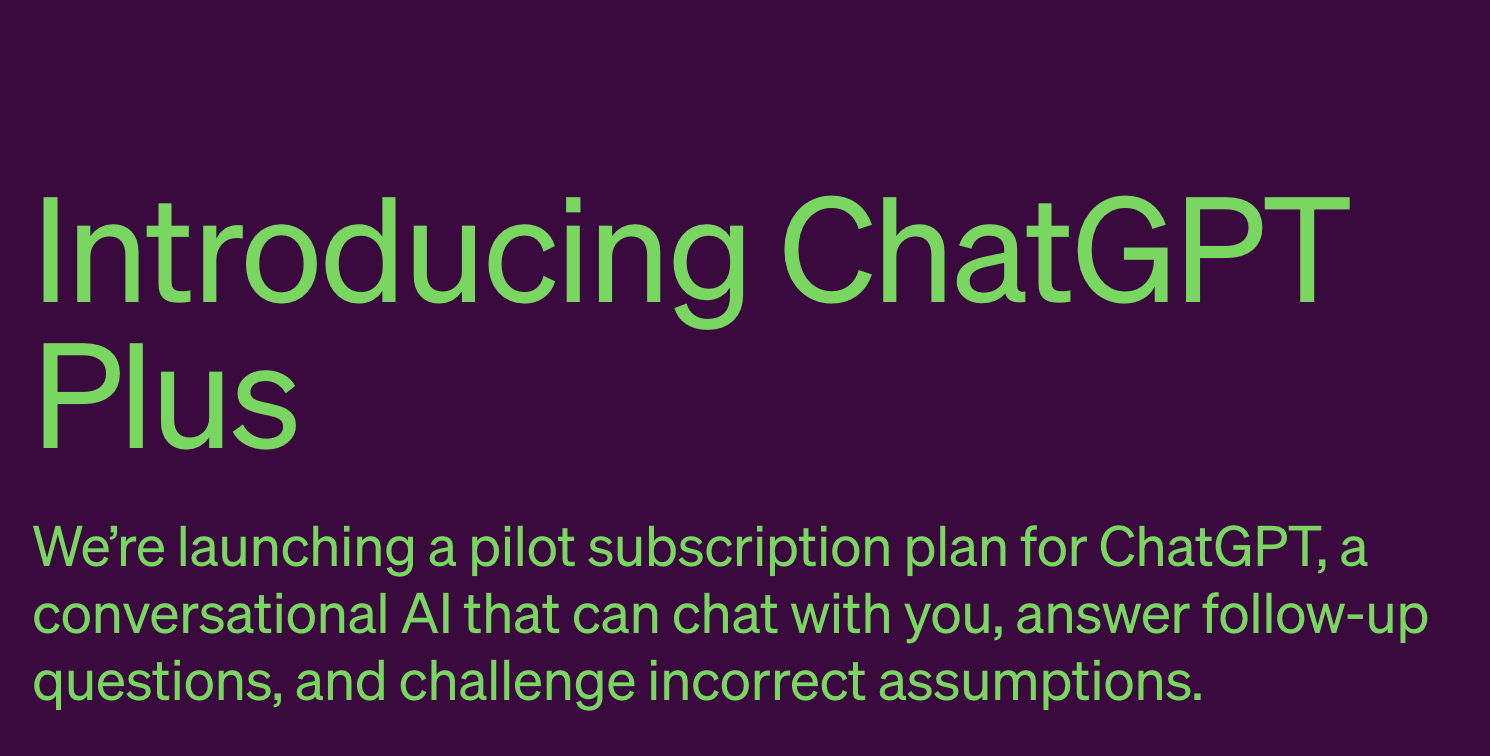 Introducing ChatGPT
Plus
We’re launching a pilot subscription plan for ChatGPT, a
conversational AI that can chat with you, answer follow-up
questions, and challenge incorrect assumptions.